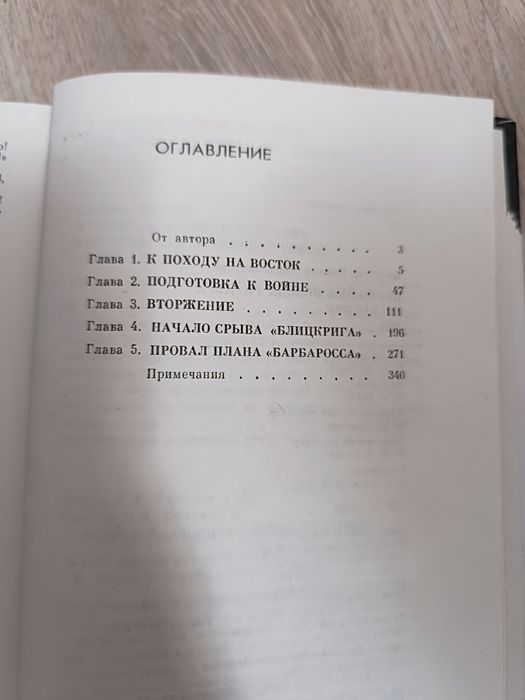 ОГЛАВЛЕНИЕ
От автора . . . . . . . . . . 3
Глава 1. К ПОХОДУ НА ВОСТОК . . . . . 5
Глава 2. ПОДГОТОВКА К ВОЙНЕ . . . . 47
Глава 3. ВТОРЖЕНИЕ . . . . . . . . . 111
Глава 4. НАЧАЛО СРЫВА «БЛИЦКРИГА» . 196
Глава 5. ПРОВАЛ ПЛАНА «БАРБАРОССА» . 271
Примечания . . . . . . . . . 340